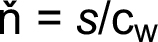 ň = s/c_w